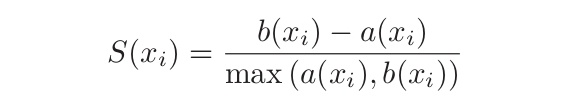 S(x_i) = \frac{b(x_i) - a(x_i)}{\max(a(x_i), b(x_i))}